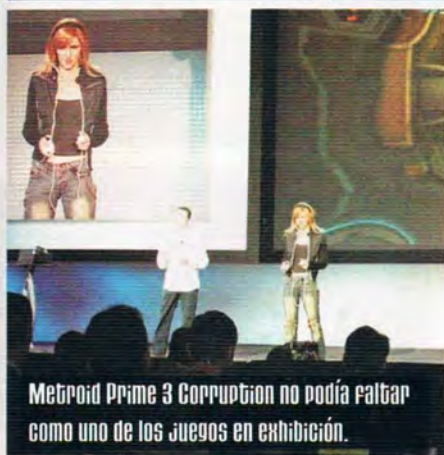 Metroid Prime 3 Corruption no podía faltar
como uno de los juegos en exhibición.